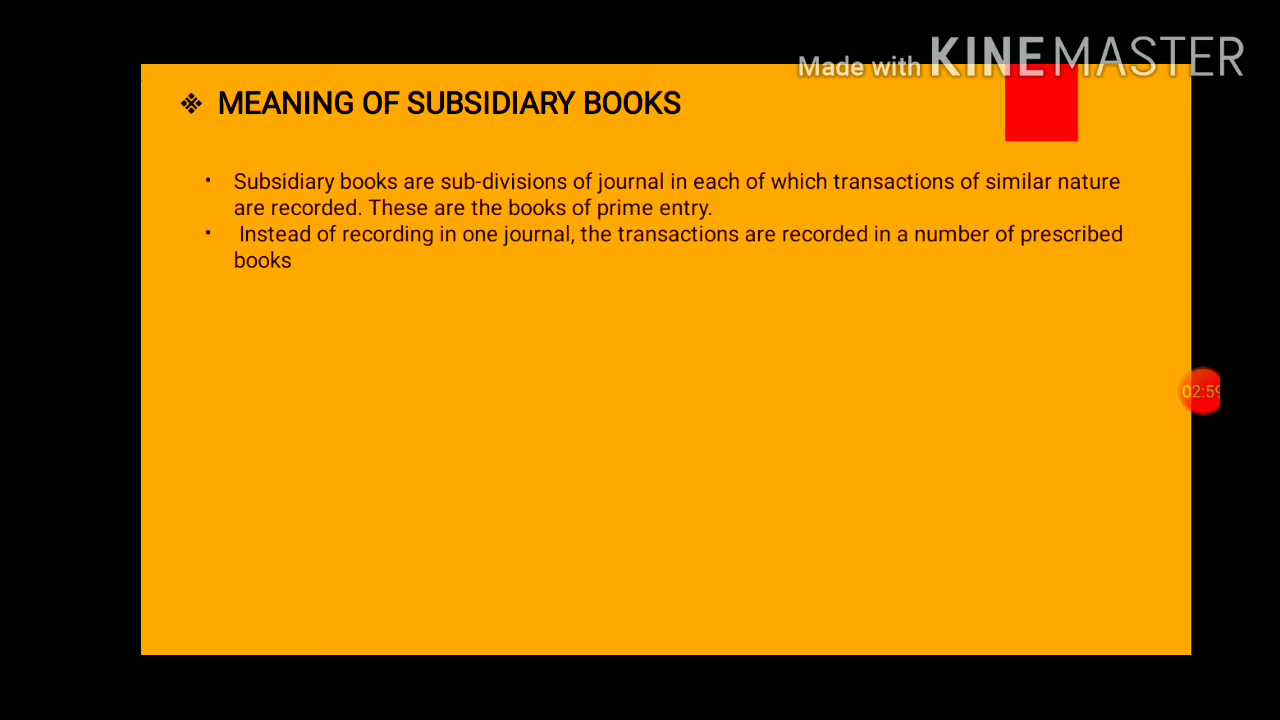 Made with KINEMASTER
❖ MEANING OF SUBSIDIARY BOOKS
• Subsidiary books are sub-divisions of journal in each of which transactions of similar nature
are recorded. These are the books of prime entry.
• Instead of recording in one journal, the transactions are recorded in a number of prescribed
books
02:59